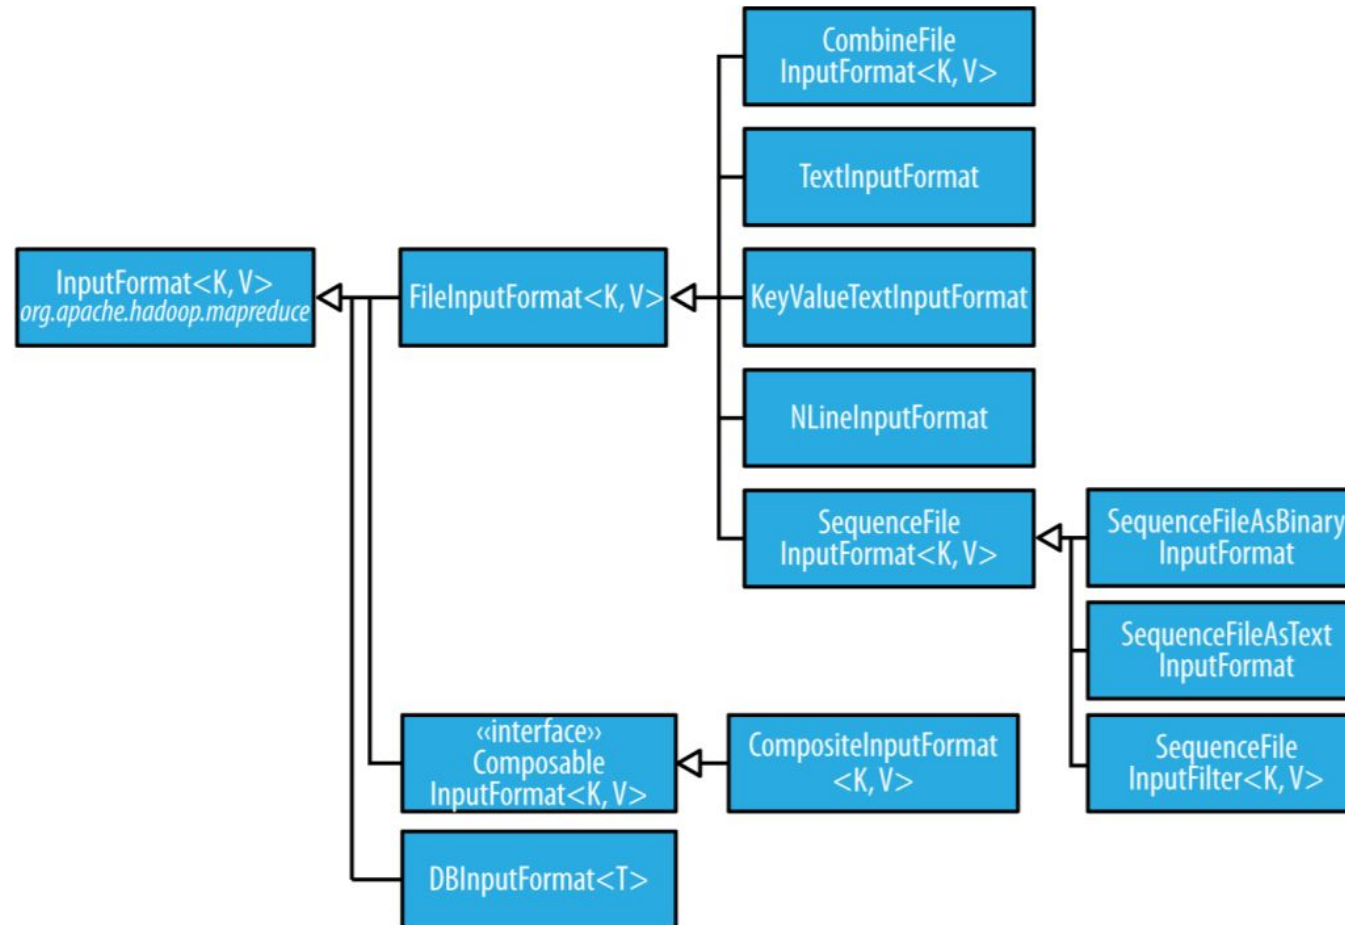 CombineFile
InputFormat<K, V>
TextInputFormat
InputFormat<K, V>
org.apache.hadoop.mapreduce
FileInputFormat<K, V>
KeyValueTextInputFormat
NLineInputFormat
SequenceFile
InputFormat<K, V>
SequenceFileAsBinary
InputFormat
SequenceFileAsText
InputFormat
«interface»
Composable
InputFormat<K, V>
CompositeInputFormat
<K, V>
SequenceFile
InputFilter<K, V>
DBInputFormat<T>